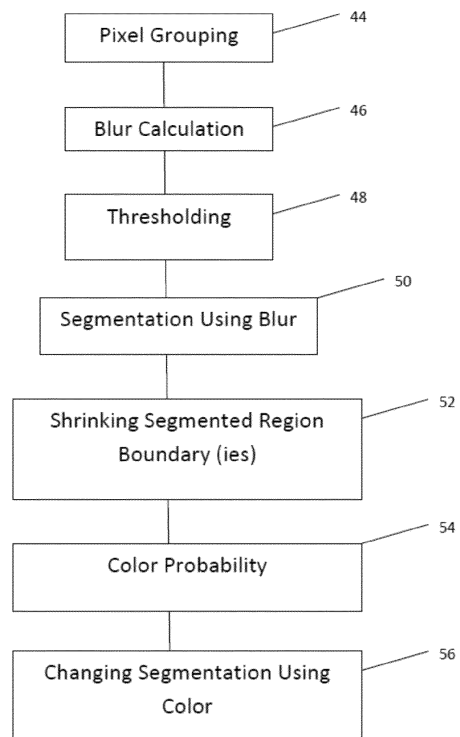 Pixel Grouping
44
Blur Calculation
46
Thresholding
48
Segmentation Using Blur
50
Shrinking Segmented Region
Boundary (ies)
52
Color Probability
54
Changing Segmentation Using
Color
56